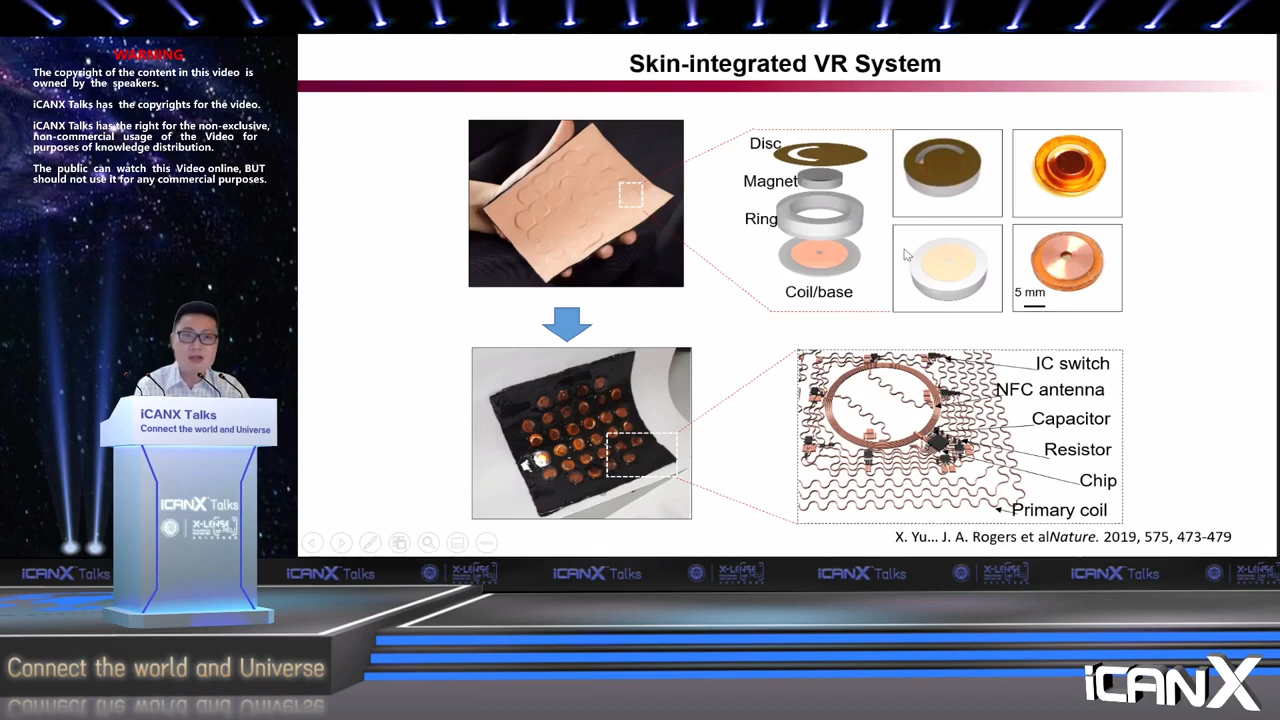 WARNING
The copyright of the content in this video is
owned by the speakers.
iCANX Talks has the copyrights for the video.
iCANX Talks has the right for the non-exclusive,
non-commercial usage of the Video for
purposes of knowledge distribution.
The public can watch this Video online, BUT
should not use it for any commercial purposes.
Skin-integrated VR System
Disc
Magnet
Ring
Coil/base
5 mm
IC switch
NFC antenna
Capacitor
Resistor
Chip
Primary coil
X. Yu... J. A. Rogers et alNature. 2019, 575, 473-479
iCANX Talks
Connect the world and Universe
iCANX Talks
X-LENSE
iCANX Talks
X-LENSE
iCANX Talks
X-LENSE
iCANX Talks
X-LENSE
iCANX Talks
X-LENSE
iCANX Talks
Connect the world and Universe
iCANX